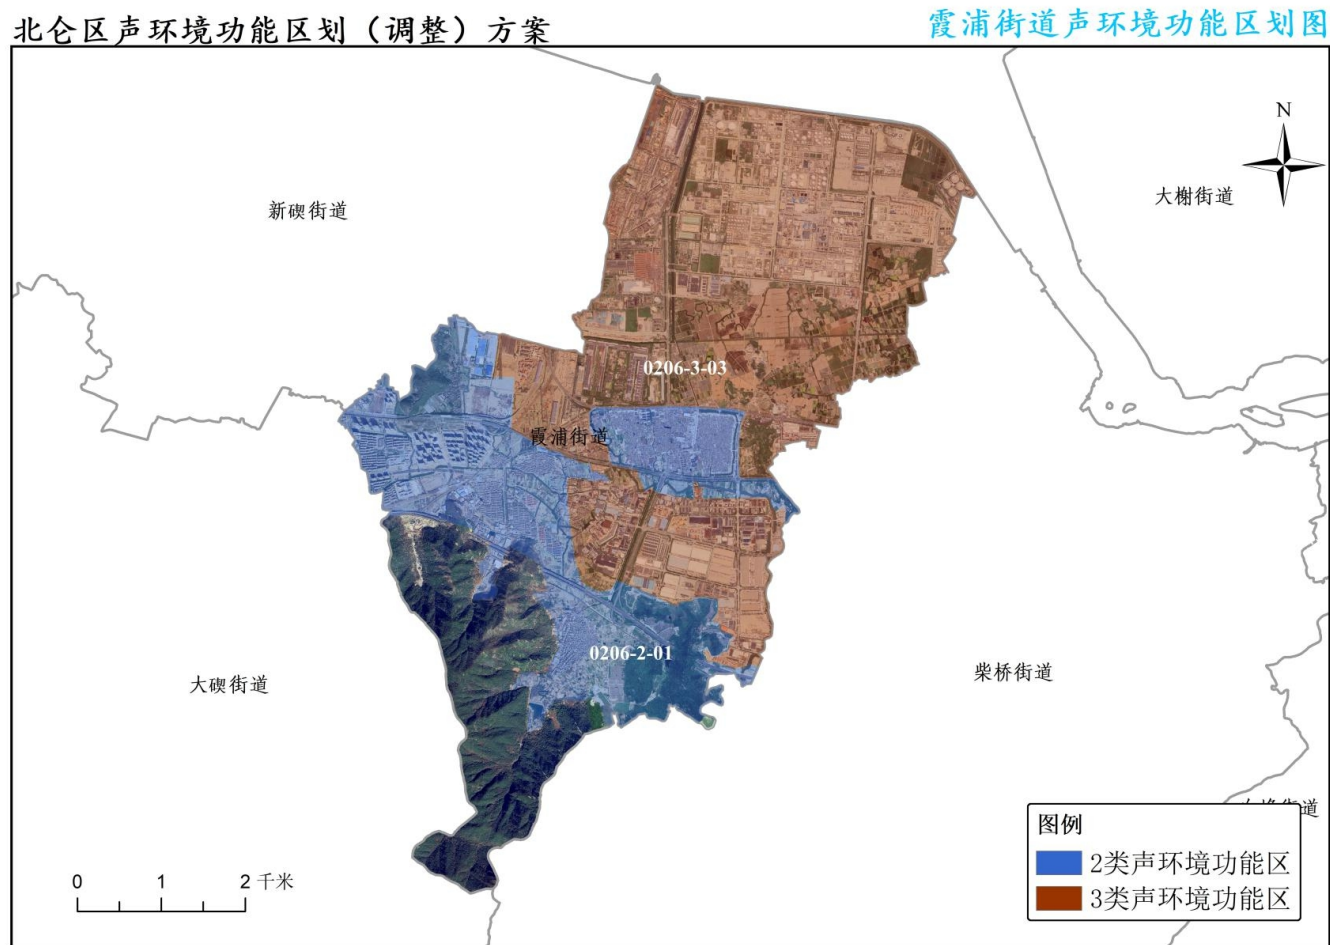 北仑区声环境功能区划（调整）方案
霞浦街道声环境功能区划图
N
新碶街道
大榭街道
0206-3-03
霞浦街道
0206-2-01
大碶街道
柴桥街道
道
图例
2类声环境功能区
3类声环境功能区
0 1 2 千米